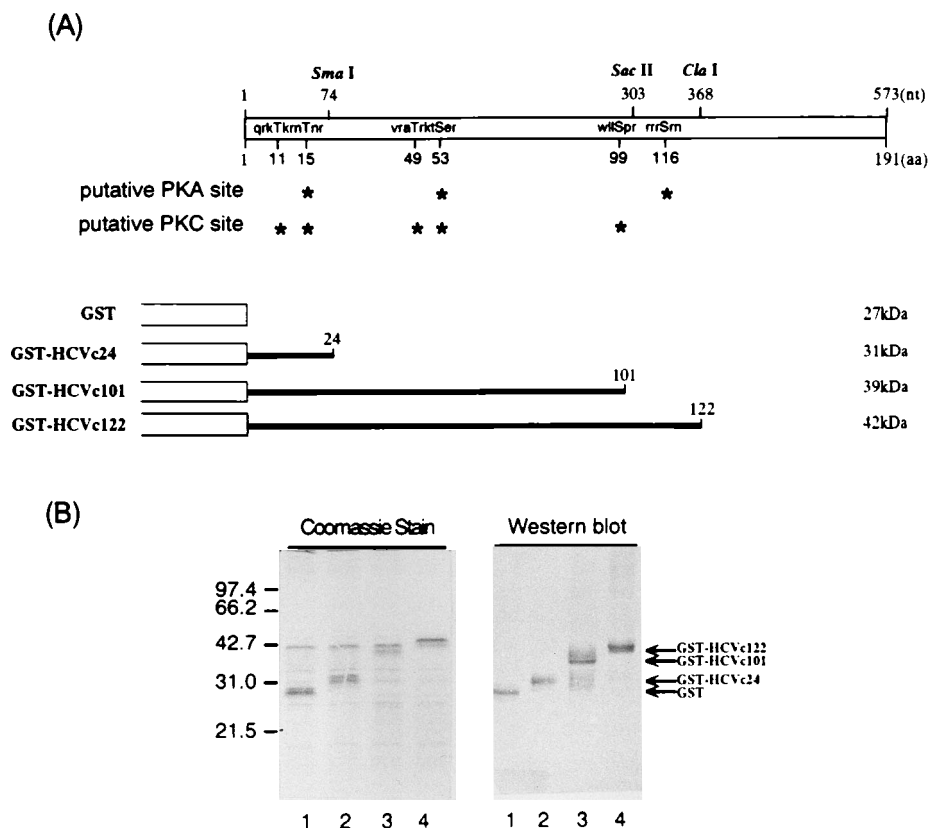 (A)
Sma I Sac II Cla I
1 74 303 368 573(nt)
qrkTkrnTnr vraTrktSer wllSpr rrrSrn
1 11 15 49 53 99 116 191(aa)
putative PKA site * * *
putative PKC site * * * * *
GST 27kDa
24
GST-HCVc24 31kDa
101
GST-HCVc101 39kDa
122
GST-HCVc122 42kDa
(B)
Coomassie Stain Western blot
97.4
66.2
42.7
31.0
21.5
GST-HCVc122
GST-HCVc101
GST-HCVc24
GST
1 2 3 4 1 2 3 4